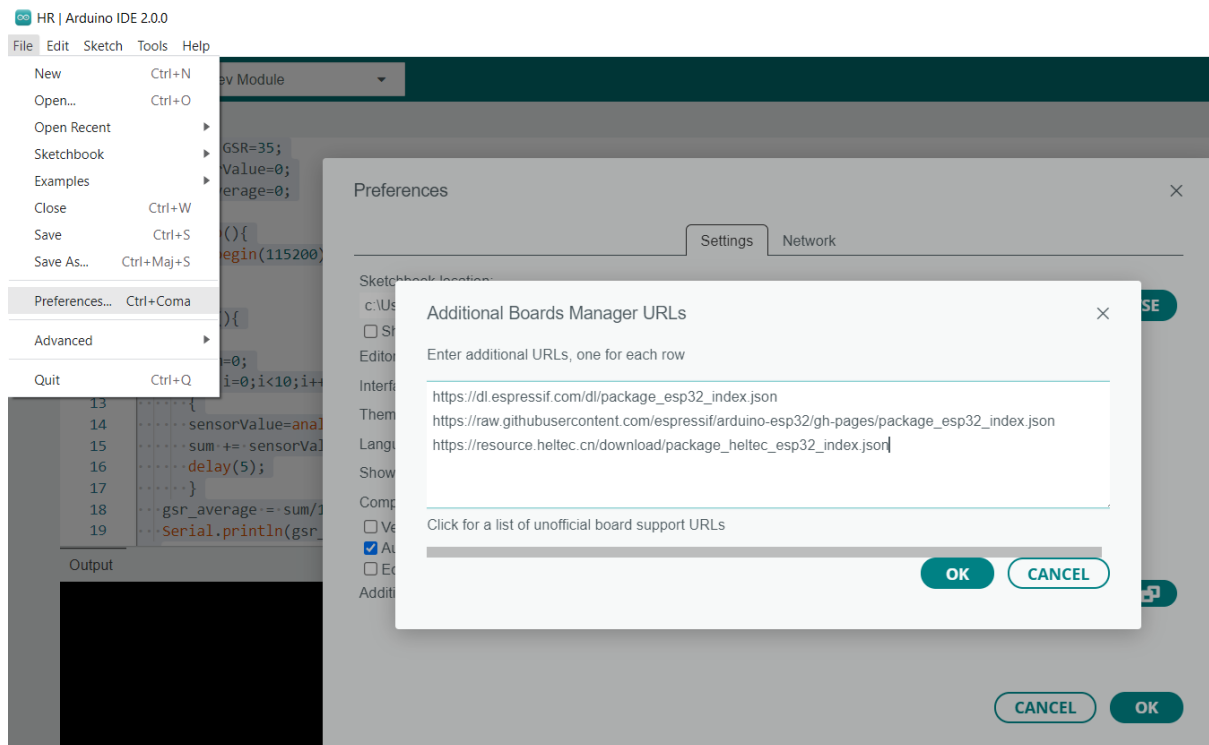 HR | Arduino IDE 2.0.0
File Edit Sketch Tools Help
New Ctrl+N
Open... Ctrl+O
Open Recent
Sketchbook
Examples
Close Ctrl+W
Save Ctrl+S
Save As... Ctrl+Maj+S
Preferences... Ctrl+Coma
Advanced
Quit Ctrl+Q
Module
GSR=35;
Value=0;
erage=0;
(){
egin(115200)
){
=0;
i=0;i<10;i++
13 {
14 sensorValue=anal
15 sum += sensorVal
16 delay(5);
17 }
18 gsr_average = sum/1
19 Serial.println(gsr_
Output
Preferences
Settings Network
Sketchbook location:
c:\Us
Additional Boards Manager URLs
Enter additional URLs, one for each row
https://dl.espressif.com/dl/package_esp32_index.json
https://raw.githubusercontent.com/espressif/arduino-esp32/gh-pages/package_esp32_index.json
https://resource.heltec.cn/download/package_heltec_esp32_index.json
Click for a list of unofficial board support URLs
OK CANCEL
SE
Sh
Editor
Interfa
Them
Langu
Show
Comp
Ve
Au
Ed
Additi
CANCEL OK